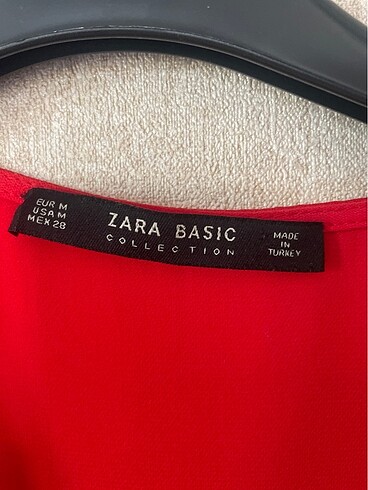 EUR M
USA M
MEX 28
ZARA BASIC
COLLECTION
MADE
IN
TURKEY